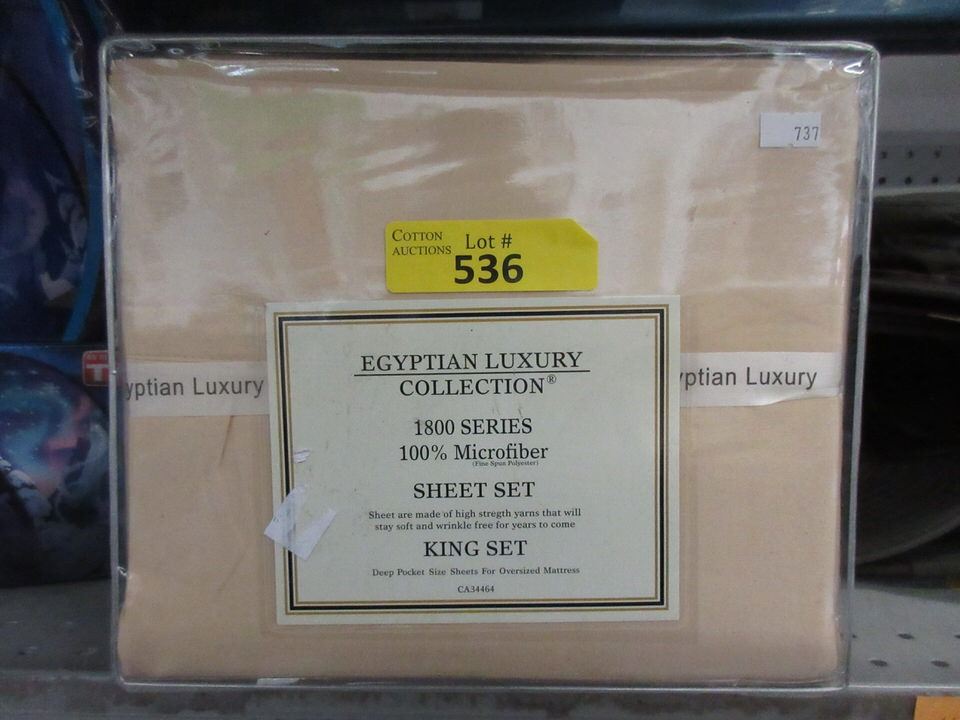 737
COTTON
AUCTIONS
Lot #
536
EGYPTIAN LUXURY
COLLECTION®
1800 SERIES
100% Microfiber
(Fine Spun Polyester)
SHEET SET
Sheet are made of high stregth yarns that will
stay soft and wrinkle free for years to come
KING SET
Deep Pocket Size Sheets For Oversized Mattress
CA34464
yptian Luxury
yptian Luxury